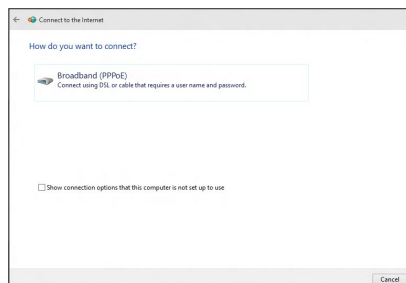 Connect to the Internet
How do you want to connect?
Broadband (PPPoE)
Connect using DSL or cable that requires a user name and password.
Show connection options that this computer is not set up to use
Cancel